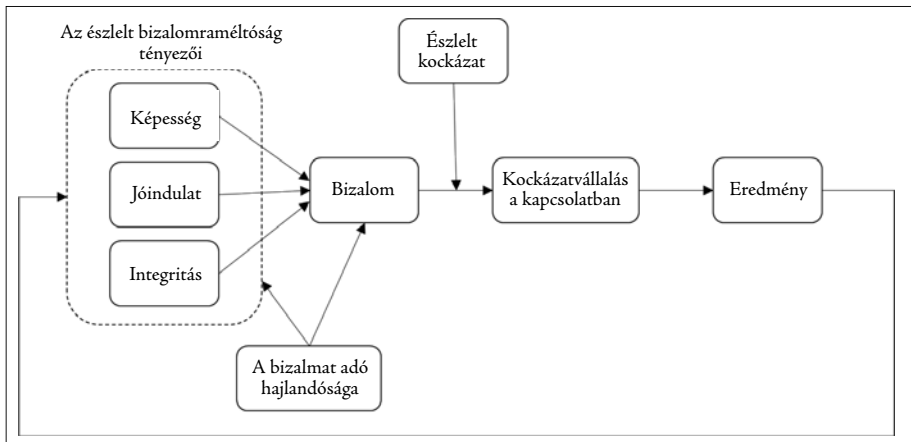 Az észlelt bizalomraméltóság
tényezői
Képesség
Jóindulat
Integritás
Bizalom
A bizalmat adó
hajlandósága
Észlelt
kockázat
Kockázatvállalás
a kapcsolatban
Eredmény